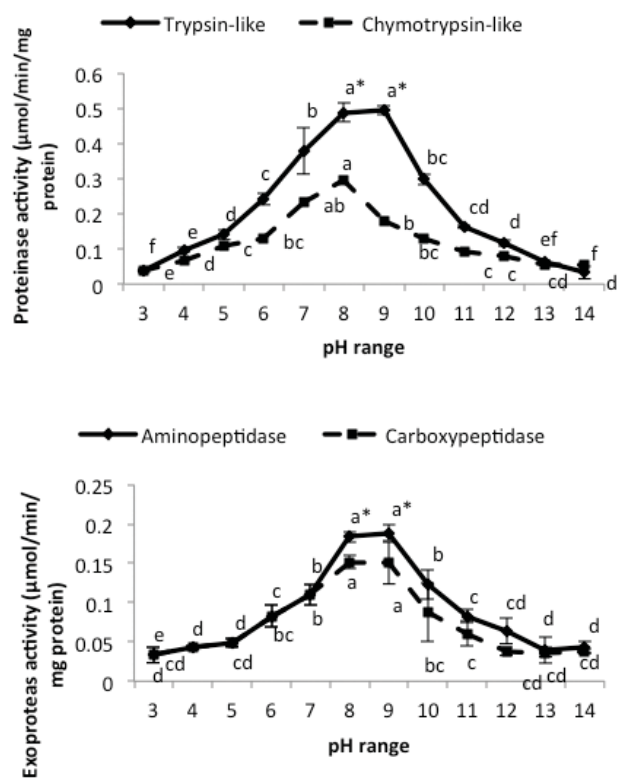 Trypsin-like Chymotrypsin-like
Proteinase activity (µmol/min/mg
protein)
0.6
0.5
0.4
0.3
0.2
0.1
0
f e d c b a* a* bc cd d ef f
e d c bc ab a b bc c c cd d
3 4 5 6 7 8 9 10 11 12 13 14
pH range
Aminopeptidase Carboxypeptidase
Exoproteas activity (µmol/min/
mg protein)
0.25
0.2
0.15
0.1
0.05
0
e d d c b a* a* b c cd d d
d cd cd bc b a a bc c cd cd cd
3 4 5 6 7 8 9 10 11 12 13 14
pH range